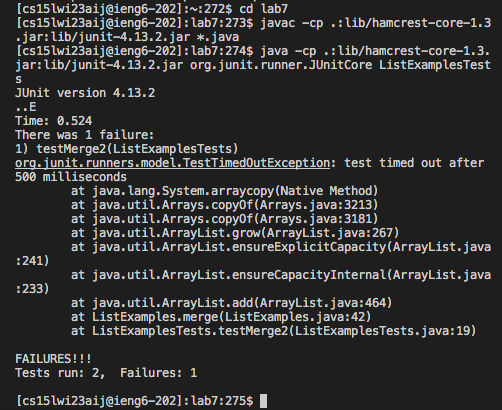 [cs15lwi23aij@ieng6-202]:~:272$ cd lab7
[cs15lwi23aij@ieng6-202]:lab7:273$ javac -cp .:lib/hamcrest-core-1.3
.jar:lib/junit-4.13.2.jar *.java
[cs15lwi23aij@ieng6-202]:lab7:274$ java -cp .:lib/hamcrest-core-1.3.
jar:lib/junit-4.13.2.jar org.junit.runner.JUnitCore ListExamplesTest
s
JUnit version 4.13.2
..E
Time: 0.524
There was 1 failure:
1) testMerge2(ListExamplesTests)
org.junit.runners.model.TestTimedOutException: test timed out after
500 milliseconds
        at java.lang.System.arraycopy(Native Method)
        at java.util.Arrays.copyOf(Arrays.java:3213)
        at java.util.Arrays.copyOf(Arrays.java:3181)
        at java.util.ArrayList.grow(ArrayList.java:267)
        at java.util.ArrayList.ensureExplicitCapacity(ArrayList.java
:241)
        at java.util.ArrayList.ensureCapacityInternal(ArrayList.java
:233)
        at java.util.ArrayList.add(ArrayList.java:464)
        at ListExamples.merge(ListExamples.java:42)
        at ListExamplesTests.testMerge2(ListExamplesTests.java:19)
FAILURES!!!
Tests run: 2,  Failures: 1
[cs15lwi23aij@ieng6-202]:lab7:275$